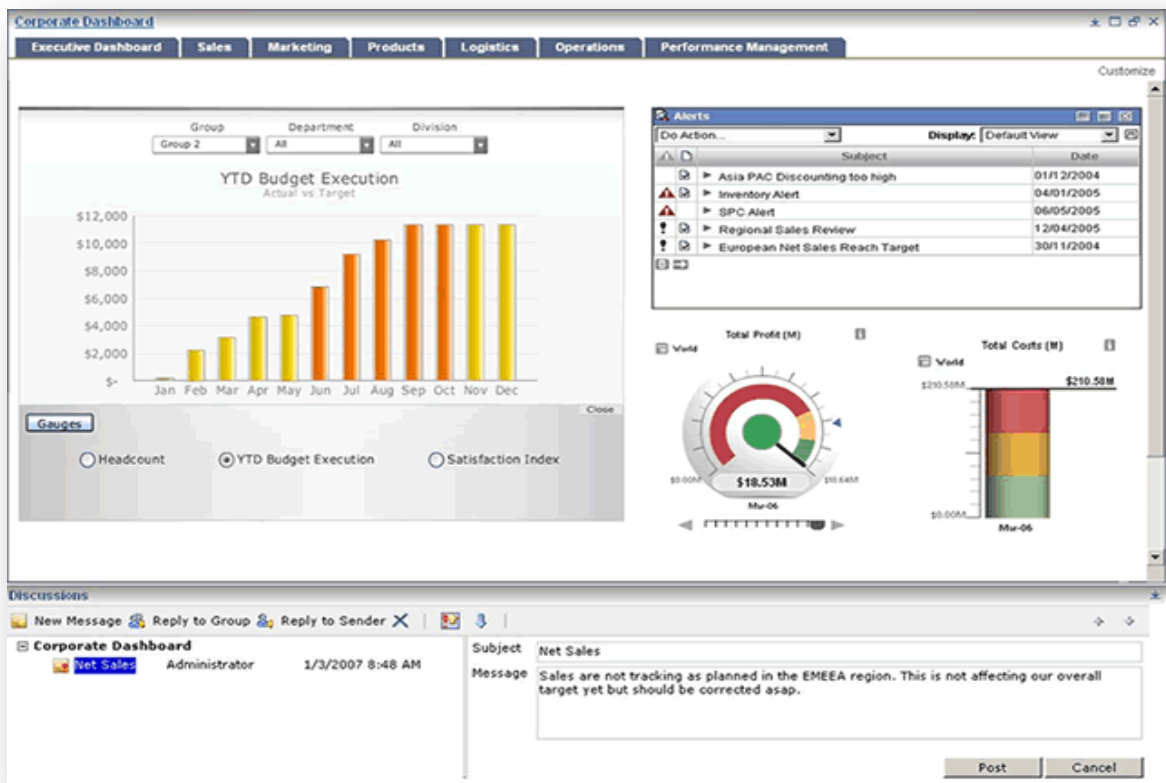 Corporate Dashboard
Executive Dashboard Sales Marketing Products Logistics Operations Performance Management
Customize
Group Department Division
Group 2 All All
YTD Budget Execution
Actual vs Target
$12,000
$10,000
$8,000
$6,000
$4,000
$2,000
$-
Jan Feb Mar Apr May Jun Jul Aug Sep Oct Nov Dec
Close
Gauges
Headcount YTD Budget Execution Satisfaction Index
Alerts
Do Action... Display: Default View
Subject Date
Asia PAC Discounting too high 01/12/2004
Inventory Alert 04/01/2005
SPC Alert 06/05/2005
Regional Sales Review 12/04/2005
European Net Sales Reach Target 30/11/2004
Total Profit (M)
World
$0.00M $18.53M $18.64M
Mar-06
Total Costs (M)
World
$210.58M $210.58M
$0.00M
Mar-06
Discussions
New Message Reply to Group Reply to Sender
Corporate Dashboard
Net Sales Administrator 1/3/2007 8:48 AM
Subject Net Sales
Message Sales are not tracking as planned in the EMEEA region. This is not affecting our overall
target yet but should be corrected asap.
Post Cancel